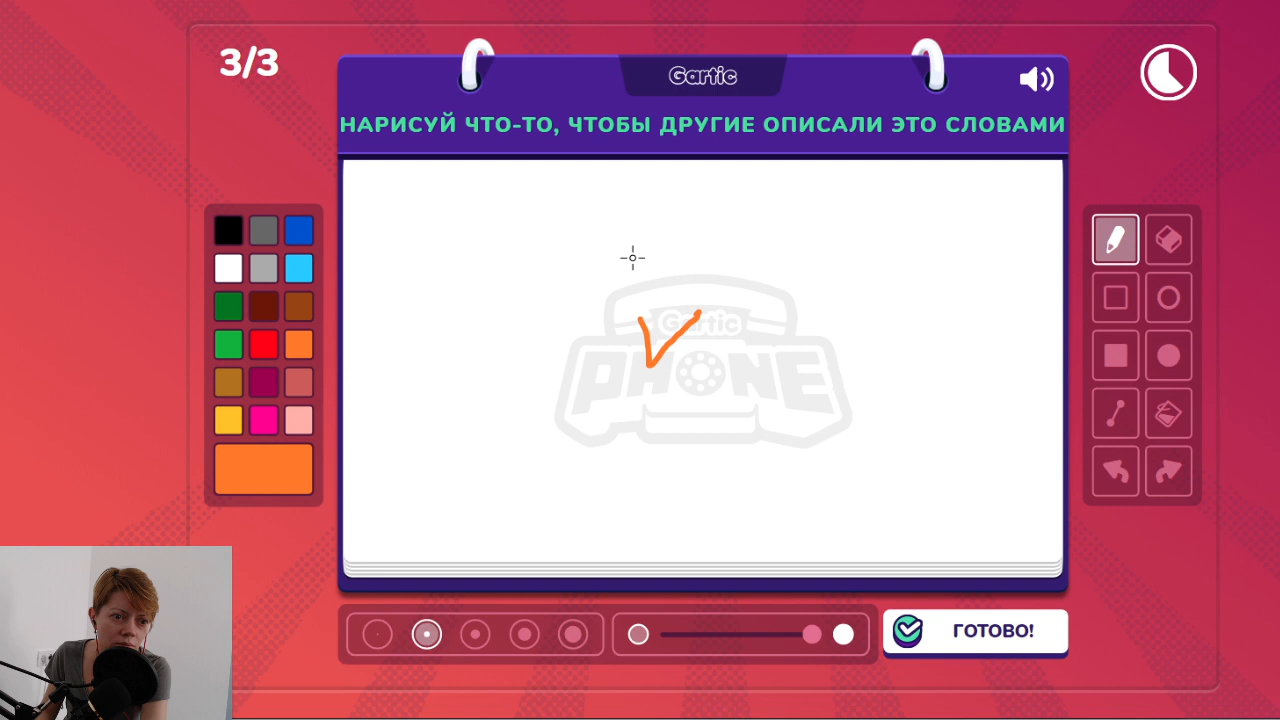 3/3
Gartic
НАРИСУЙ ЧТО-ТО, ЧТОБЫ ДРУГИЕ ОПИСАЛИ ЭТО СЛОВАМИ
Gartic
PHONE
ГОТОВО!